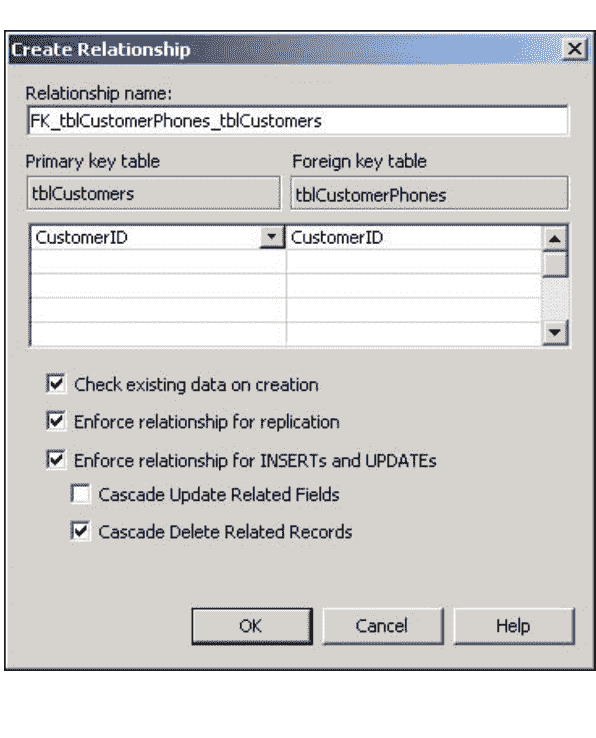 Create Relationship
Relationship name:
FK_tblCustomerPhones_tblCustomers
Primary key table Foreign key table
tblCustomers tblCustomerPhones
CustomerID CustomerID
Check existing data on creation
Enforce relationship for replication
Enforce relationship for INSERTs and UPDATEs
Cascade Update Related Fields
Cascade Delete Related Records
OK Cancel Help